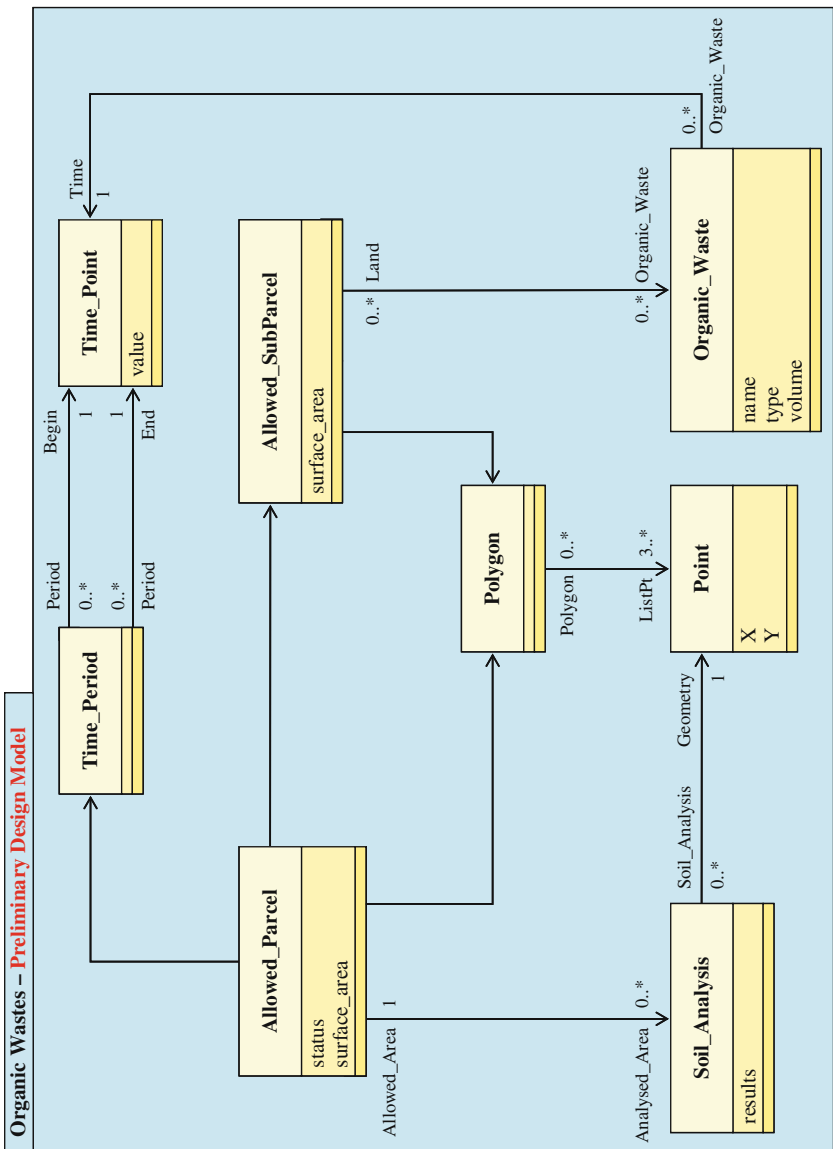 Organic Wastes – Preliminary Design Model
Time_Period
Period
0..*
0..*
Period
Begin
1
1
End
Time_Point
value
Time
1
Allowed_Parcel
status
surface_area
Allowed_SubParcel
surface_area
Allowed_Area
1
Analysed_Area
0..*
Polygon
Polygon
0..*
ListPt
3..*
0..*
Land
0..*
Organic_Waste
0..*
Organic_Waste
Soil_Analysis
results
Soil_Analysis
0..*
Geometry
1
Point
X
Y
Organic_Waste
name
type
volume